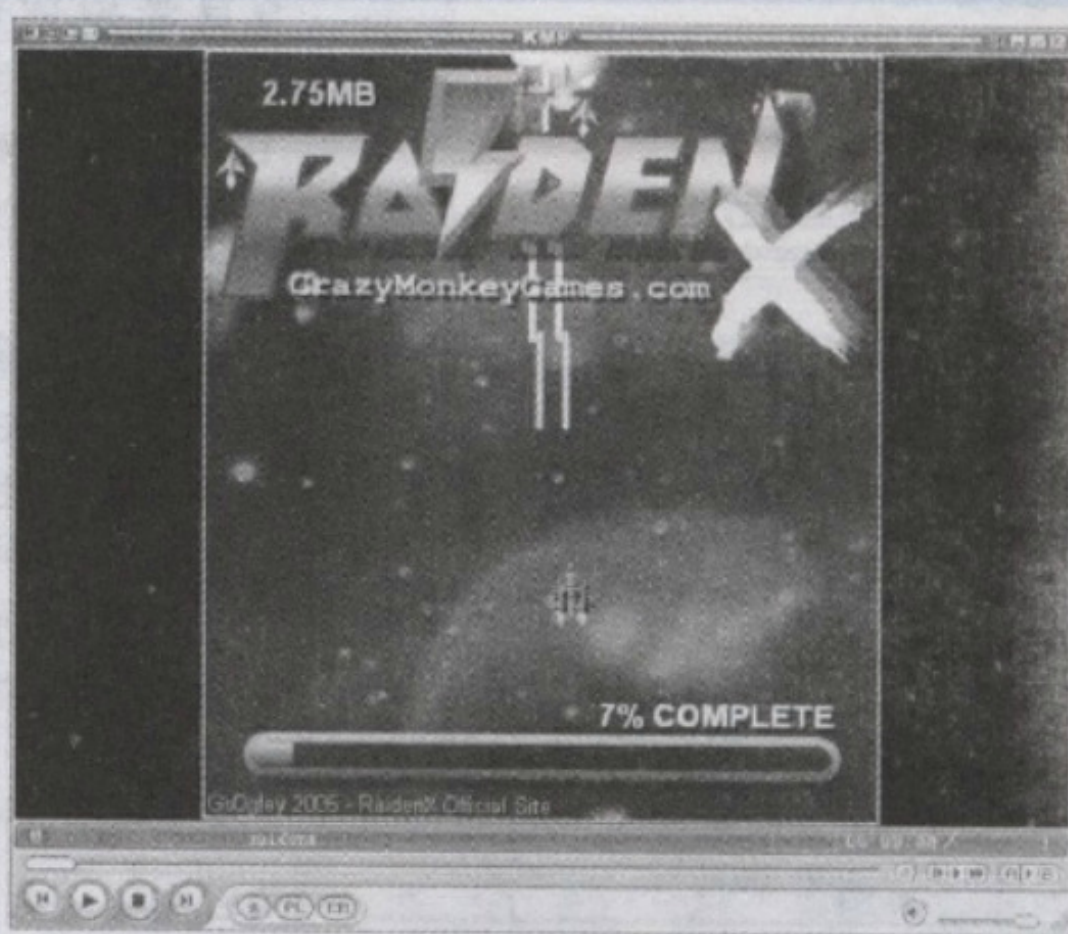 KMP
2.75MB
RAIDEN X
CrazyMonkeyGames.com
7% COMPLETE
2005 - RaidenX Official Site